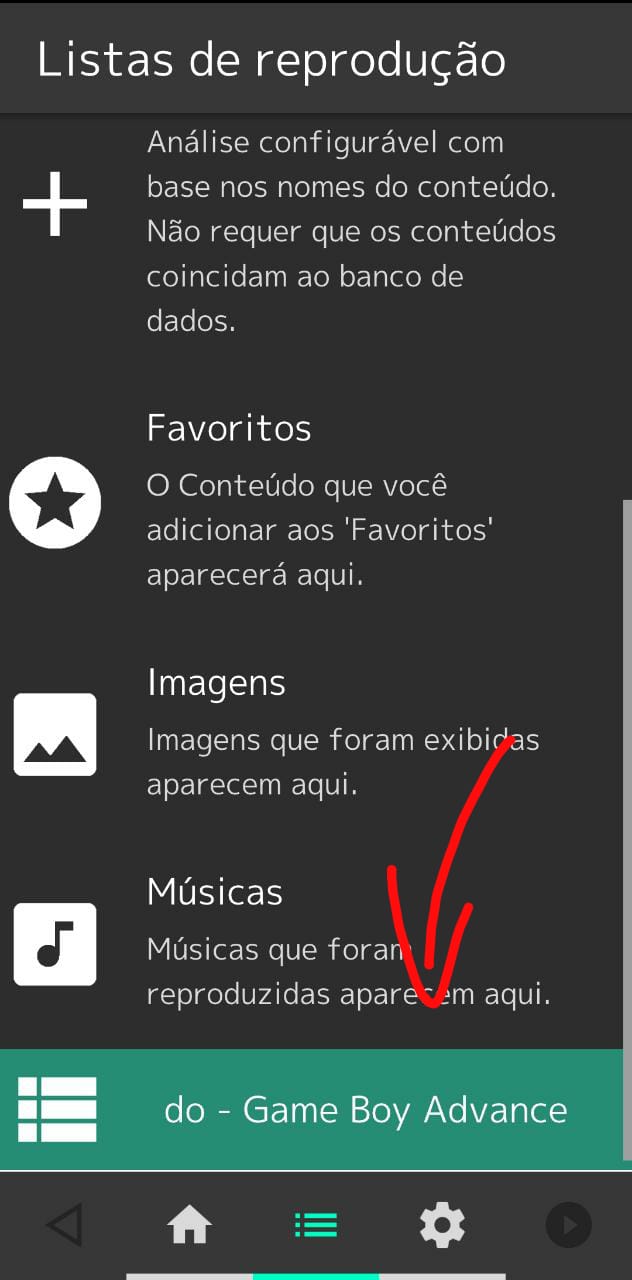 Listas de reprodução
Análise configurável com
base nos nomes do conteúdo.
Não requer que os conteúdos
coincidam ao banco de
dados.
Favoritos
O Conteúdo que você
adicionar aos 'Favoritos'
aparecerá aqui.
Imagens
Imagens que foram exibidas
aparecem aqui.
Músicas
Músicas que foram
reproduzidas aparecem aqui.
do - Game Boy Advance